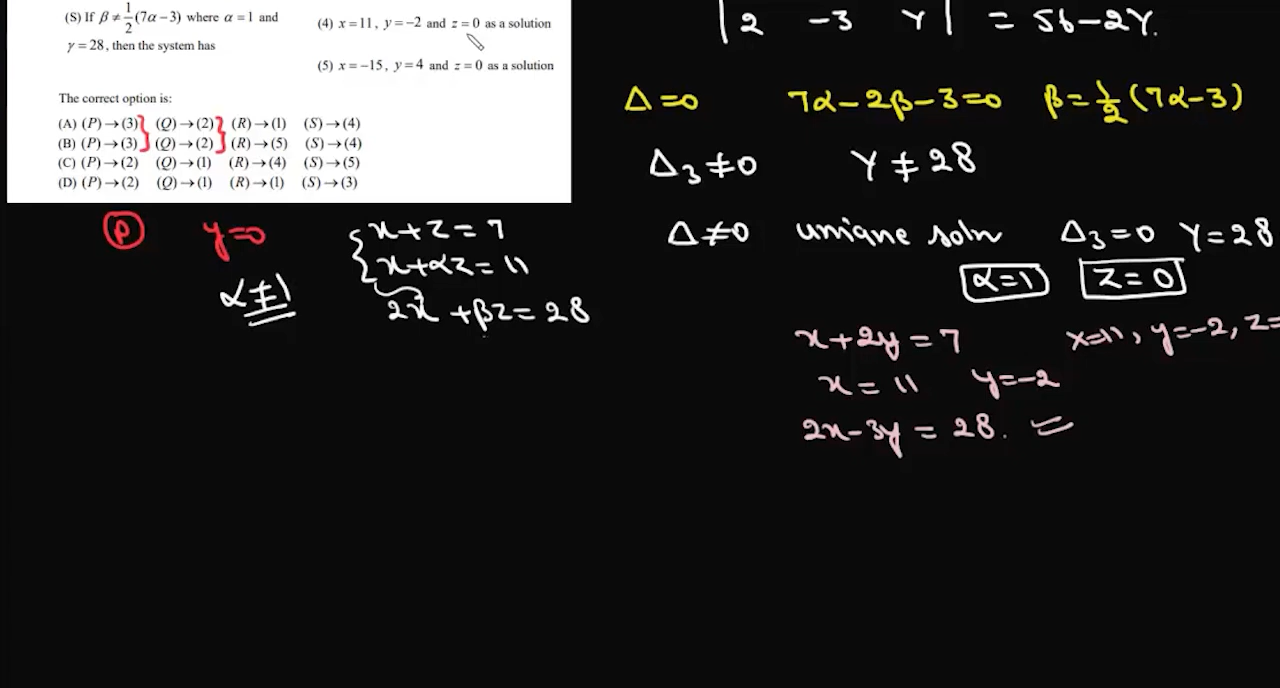 (S) If β ≠ 1/2 (7α − 3) where α = 1 and
γ = 28, then the system has
(4) x = 11, y = −2 and z = 0 as a solution
(5) x = −15, y = 4 and z = 0 as a solution
The correct option is:
(A) (P) → (3) (Q) → (2) (R) → (1) (S) → (4)
(B) (P) → (3) (Q) → (2) (R) → (5) (S) → (4)
(C) (P) → (2) (Q) → (1) (R) → (4) (S) → (5)
(D) (P) → (2) (Q) → (1) (R) → (1) (S) → (3)
| 2 −3 γ | = 56 − 2γ.
Δ = 0 7α − 2β − 3 = 0 β = 1/2 (7α − 3)
Δ3 ≠ 0 γ ≠ 28
Δ ≠ 0 unique soln Δ3 = 0 γ = 28
α = 1 z = 0
x + 2y = 7 x = 11, y = −2, z =
x = 11 y = −2
2x − 3y = 28.
P y = 0 x + z = 7
α ≠ 1 x + αz = 11
2x + βz = 28